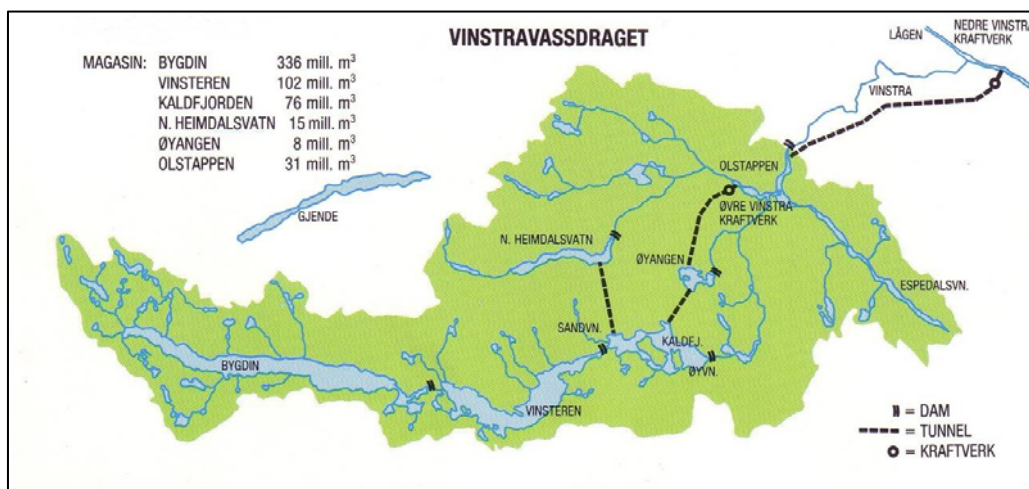 VINSTRAVASSDRAGET
MAGASIN: BYGDIN 336 mill. m³
VINSTEREN 102 mill. m³
KALDFJORDEN 76 mill. m³
N. HEIMDALSVATN 15 mill. m³
ØYANGEN 8 mill. m³
OLSTAPPEN 31 mill. m³
NEDRE VINSTRA
KRAFTVERK
LÅGEN
VINSTRA
OLSTAPPEN
GJENDE
ØVRE VINSTRA
KRAFTVERK
N. HEIMDALSVATN
ØYANGEN
ESPEDALSVN.
SANDVN.
KALDFJ.
BYGDIN
ØYVN.
VINSTEREN
= DAM
= TUNNEL
= KRAFTVERK